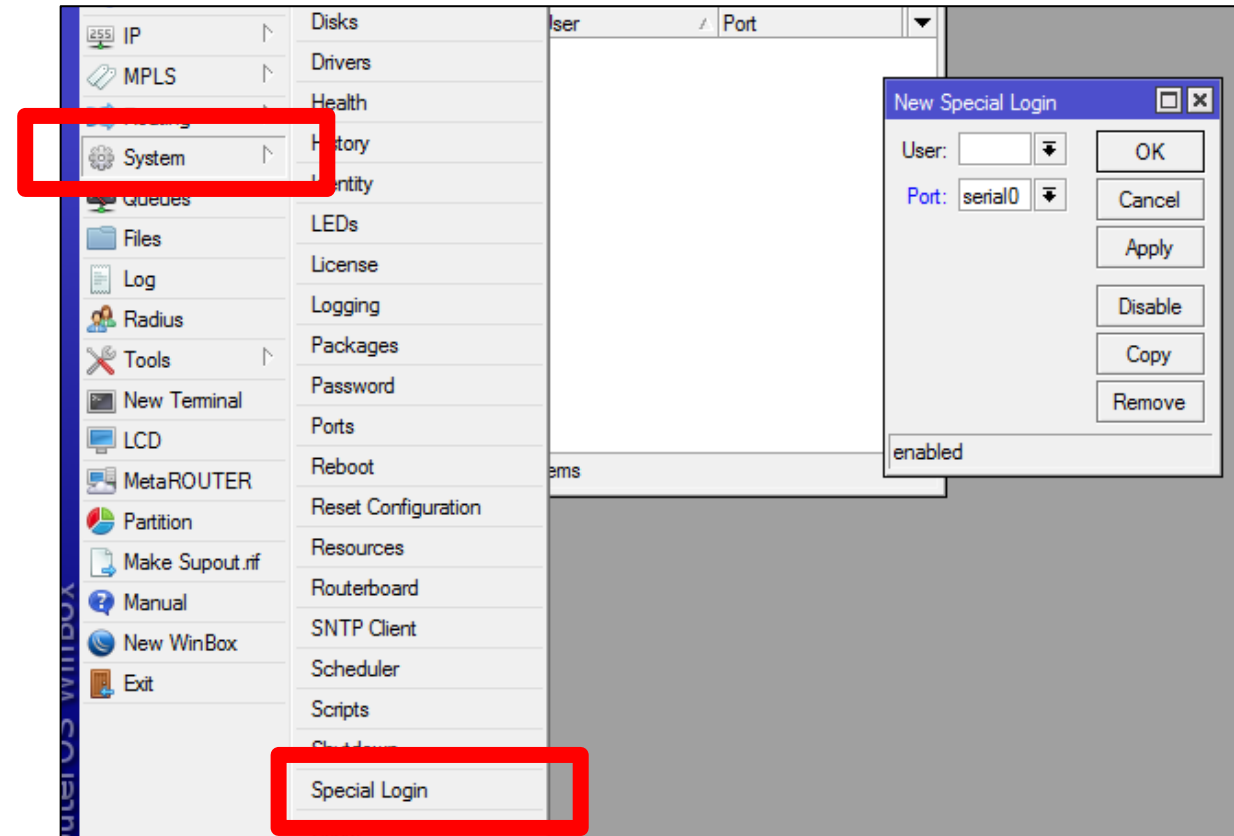 IP
MPLS
System
Files
Log
Radius
Tools
New Terminal
LCD
MetaROUTER
Partition
Make Supout.rif
Manual
New WinBox
Exit
WinBox
Disks
Drivers
Health
LEDs
License
Logging
Packages
Password
Ports
Reboot
Reset Configuration
Resources
Routerboard
SNTP Client
Scheduler
Scripts
Special Login
Port
New Special Login
User:
Port: serial0
OK
Cancel
Apply
Disable
Copy
Remove
enabled